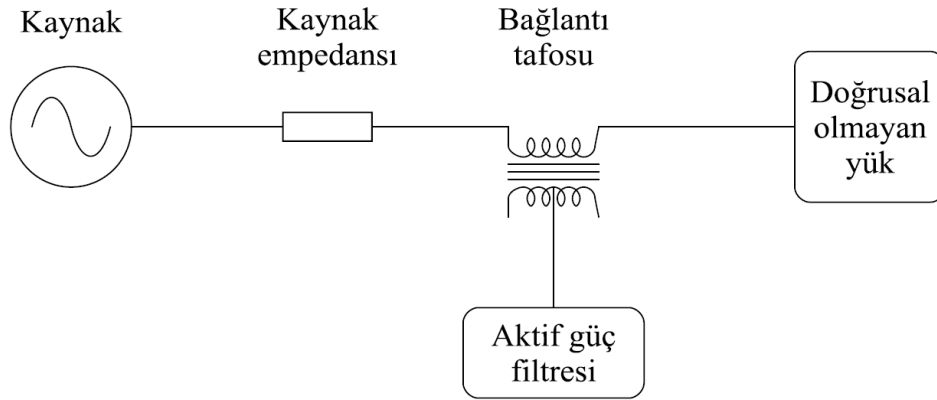 Kaynak
Kaynak
empedansı
Bağlantı
tafosu
Doğrusal
olmayan
yük
Aktif güç
filtresi